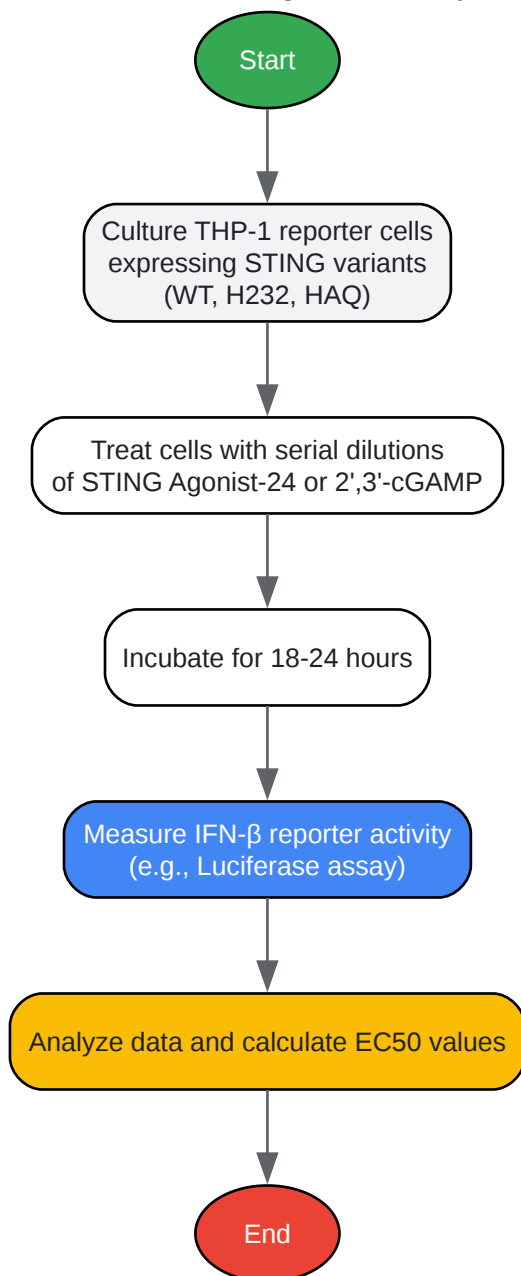 Start
Culture THP-1 reporter cells
expressing STING variants
(WT, H232, HAQ)
Treat cells with serial dilutions
of STING Agonist-24 or 2',3'-cGAMP
Incubate for 18-24 hours
Measure IFN-β reporter activity
(e.g., Luciferase assay)
Analyze data and calculate EC50 values
End